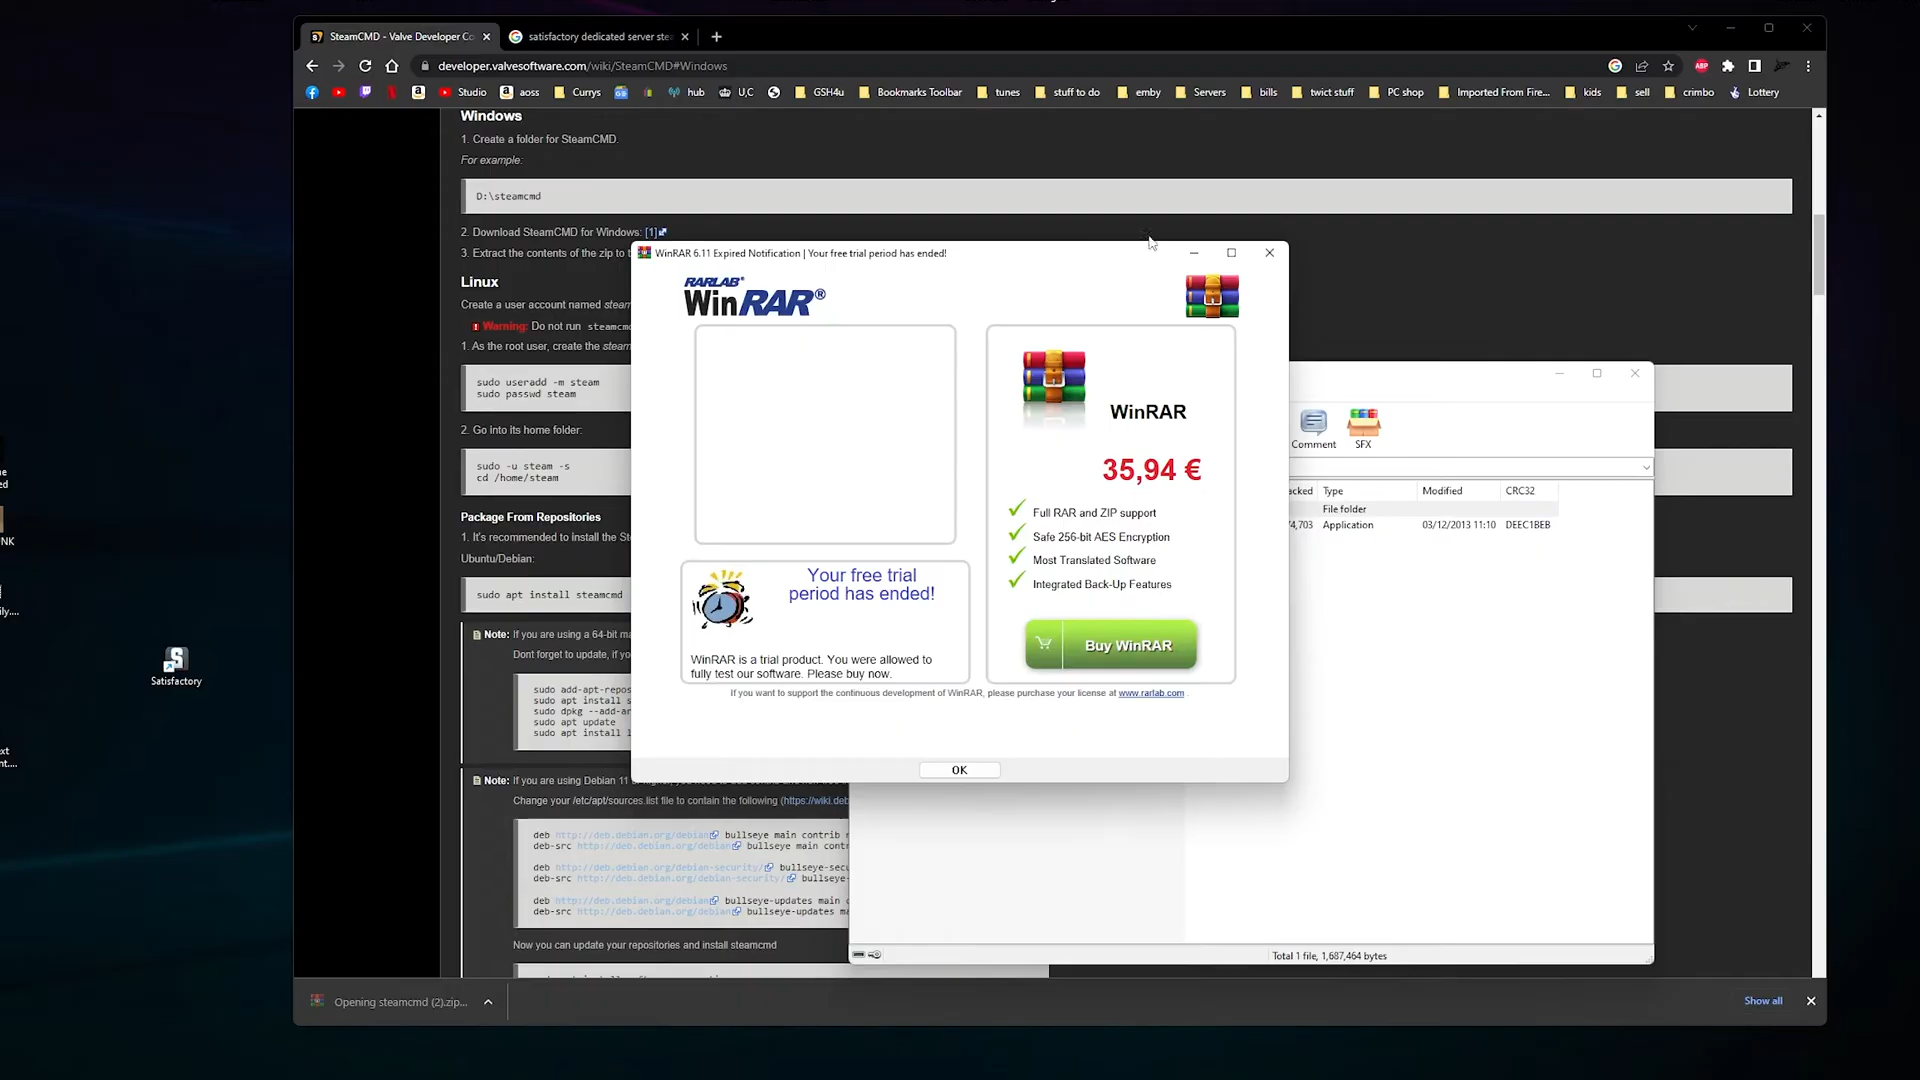 SteamCMD - Valve Developer Co
satisfactory dedicated server stea
developer.valvesoftware.com/wiki/SteamCMD#Windows
ABP
Studio
aoss
Currys
hub
U,C
GSH4u
Bookmarks Toolbar
tunes
stuff to do
emby
Servers
bills
twict stuff
PC shop
Imported From Fire...
kids
sell
crimbo
Lottery
Windows
1. Create a folder for SteamCMD.
For example:
D:\steamcmd
2. Download SteamCMD for Windows: [1]
3. Extract the contents of the zip to t
Linux
Create a user account named steam
Warning: Do not run steamcmd
1. As the root user, create the steam
sudo useradd -m steam
sudo passwd steam
2. Go into its home folder:
sudo -u steam -s
cd /home/steam
Package From Repositories
1. It's recommended to install the Ste
Ubuntu/Debian:
sudo apt install steamcmd
Note: If you are using a 64-bit ma
Dont forget to update, if yo
sudo add-apt-repos
sudo apt install s
sudo dpkg --add-ar
sudo apt update
sudo apt install l
Note: If you are using Debian 11
Change your /etc/apt/sources.list file to contain the following (https://wiki.deb
deb http://deb.debian.org/debian bullseye main contrib
deb-src http://deb.debian.org/debian bullseye main cont
deb http://deb.debian.org/debian-security/ bullseye-secu
deb-src http://deb.debian.org/debian-security/ bullseye-
deb http://deb.debian.org/debian bullseye-updates main
deb-src http://deb.debian.org/debian bullseye-updates ma
Now you can update your repositories and install steamcmd
WinRAR 6.11 Expired Notification | Your free trial period has ended!
RARLAB®
WinRAR®
WinRAR
35,94 €
Full RAR and ZIP support
Safe 256-bit AES Encryption
Most Translated Software
Integrated Back-Up Features
Buy WinRAR
Your free trial
period has ended!
WinRAR is a trial product. You were allowed to
fully test our software. Please buy now.
If you want to support the continuous development of WinRAR, please purchase your license at www.rarlab.com .
OK
Comment
SFX
acked
Type
Modified
CRC32
File folder
4,703
Application
03/12/2013 11:10
DEEC1BEB
Total 1 file, 1,687,464 bytes
Satisfactory
ne
ed
NK
ily....
ext
nt....
Opening steamcmd (2).zip...
Show all